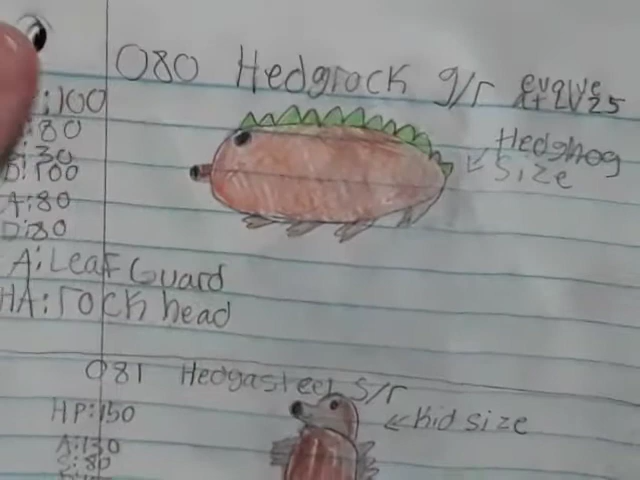 080 Hedgrock g/r evolve at lv 25
:100
:80
:30
D:100
A:80
D:80
Hedghog size
A:Leaf Guard
HA:rock head
081 Hedgasteel s/r
HP:150
kid size
A:130
S:80